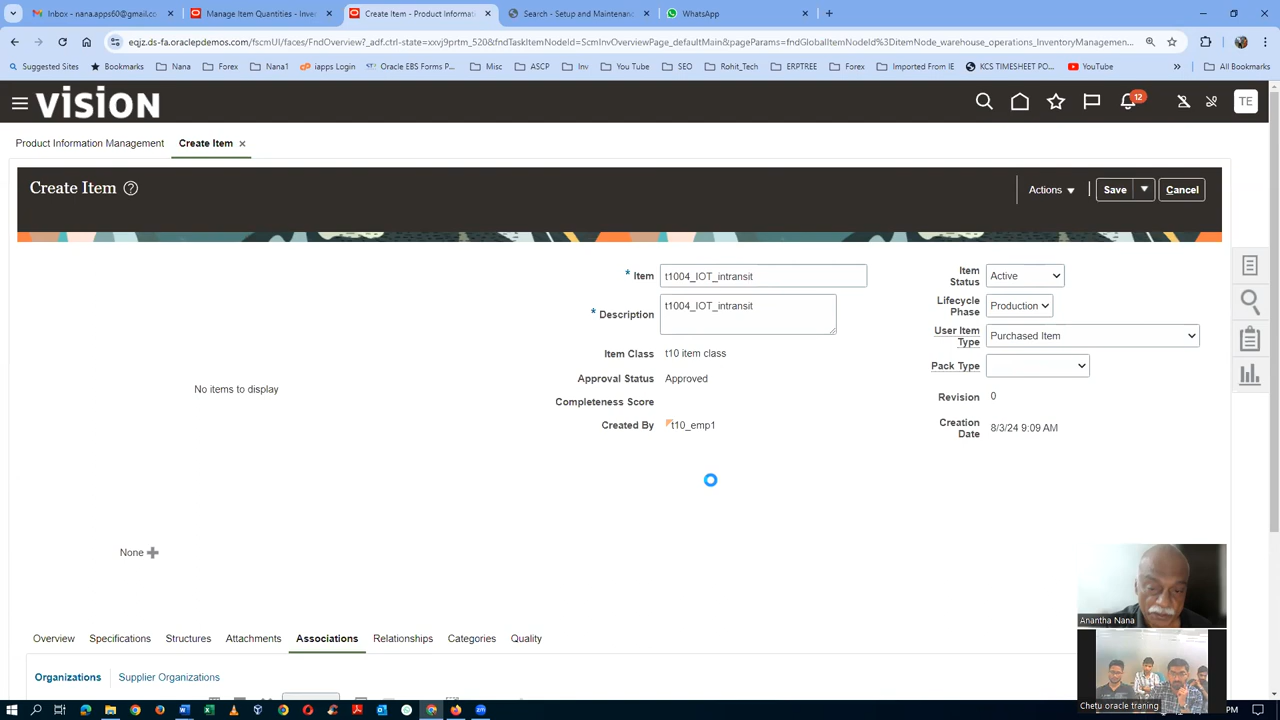 Inbox - nana.apps60@gmail.co
Manage Item Quantities - Inven
Create Item - Product Informat
Search - Setup and Maintenanc
WhatsApp
eqjz.ds-fa.oraclepdemos.com/fscmUI/faces/FndOverview?_adf.ctrl-state=xxvj9prtm_520&fndTaskItemNodeId=ScmInvOverviewPage_defaultMain&pageParams=fndGlobalItemNodeId%3DitemNode_warehouse_operations_InventoryManagemen...
Suggested Sites
Bookmarks
Nana
Forex
Nana1
iapps Login
Oracle EBS Forms P...
Misc
ASCP
Inv
You Tube
SEO
Rohit_Tech
ERPTREE
Forex
Imported From IE
KCS TIMESHEET PO...
YouTube
All Bookmarks
VISION
12
TE
Product Information Management
Create Item
Create Item
Actions
Save
Cancel
Item t1004_IOT_intransit
Description t1004_IOT_intransit
Item Class t10 item class
Approval Status Approved
Completeness Score
Created By t10_emp1
Item Status Active
Lifecycle Phase Production
User Item Type Purchased Item
Pack Type
Revision 0
Creation Date 8/3/24 9:09 AM
No items to display
None
Overview
Specifications
Structures
Attachments
Associations
Relationships
Categories
Quality
Organizations
Supplier Organizations
Anantha Nana
Chetu oracle traning
PM